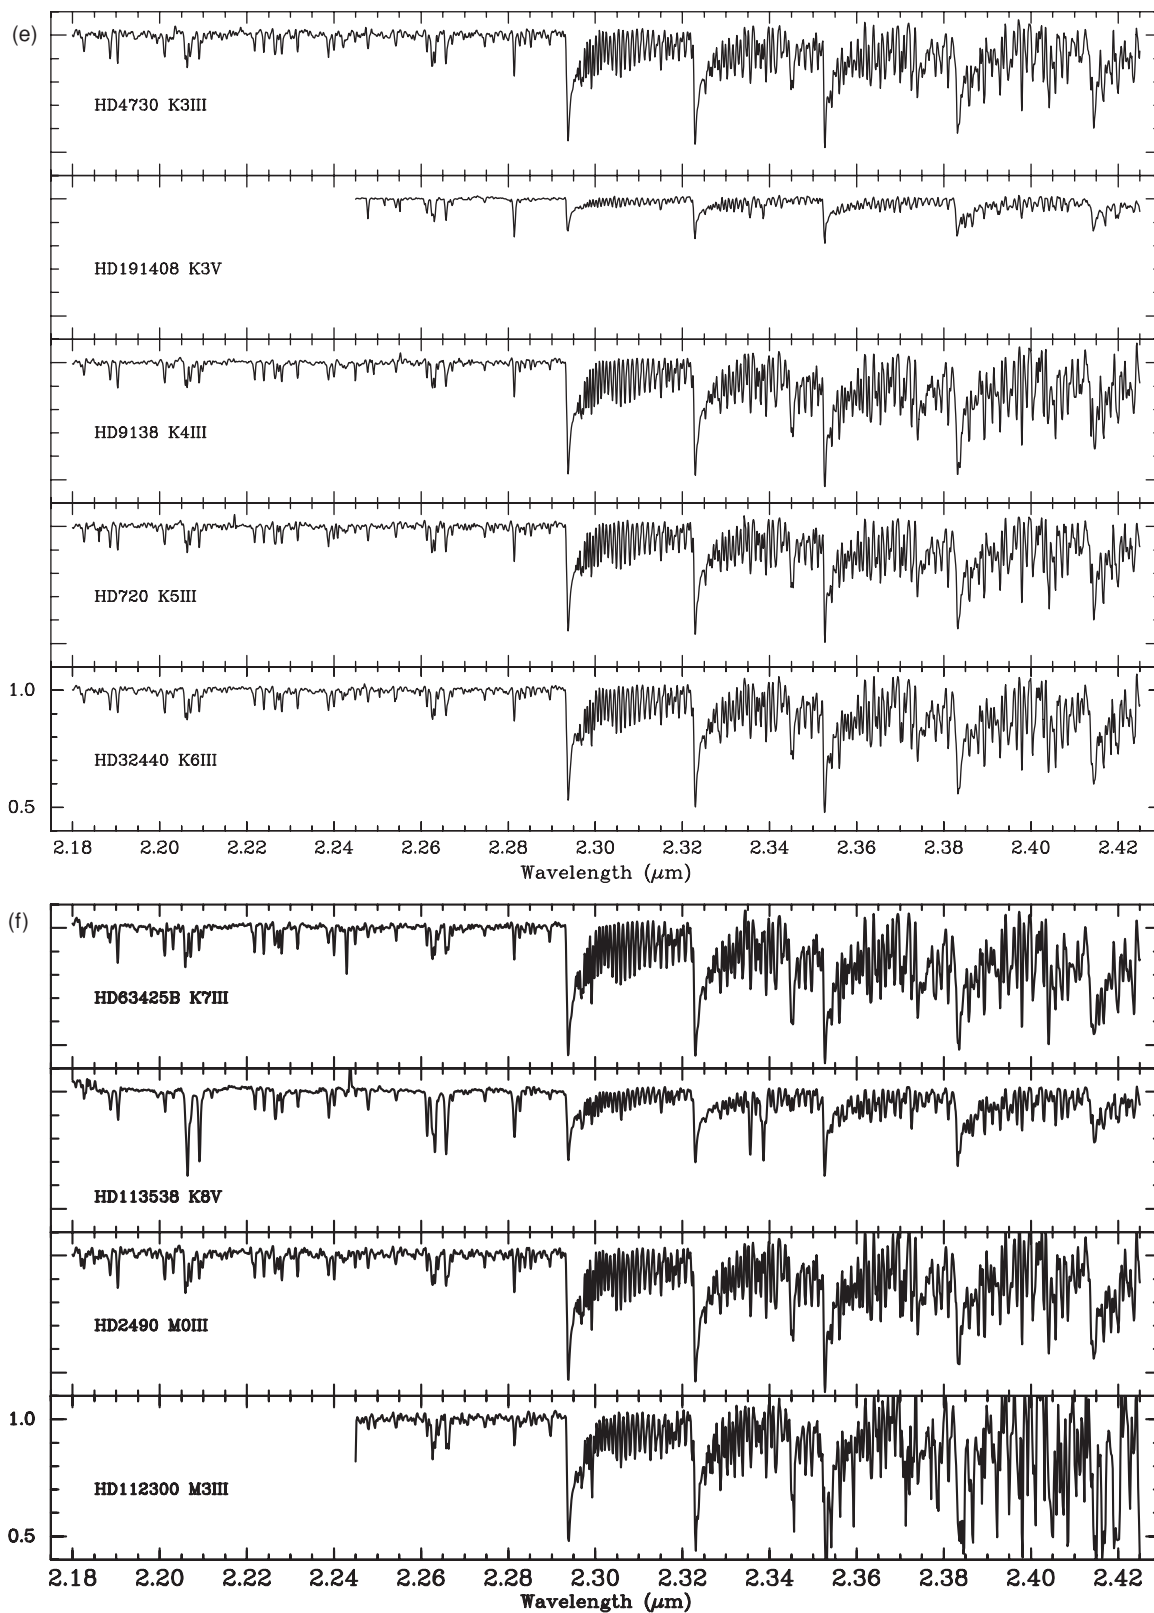 (e)
HD4730 K3III
HD191408 K3V
HD9138 K4III
HD720 K5III
1.0
HD32440 K6III
0.5
2.18 2.20 2.22 2.24 2.26 2.28 2.30 2.32 2.34 2.36 2.38 2.40 2.42
Wavelength (μm)
(f)
HD63425B K7III
HD113538 K8V
HD2490 M0III
1.0
HD112300 M3III
0.5
2.18 2.20 2.22 2.24 2.26 2.28 2.30 2.32 2.34 2.36 2.38 2.40 2.42
Wavelength (μm)